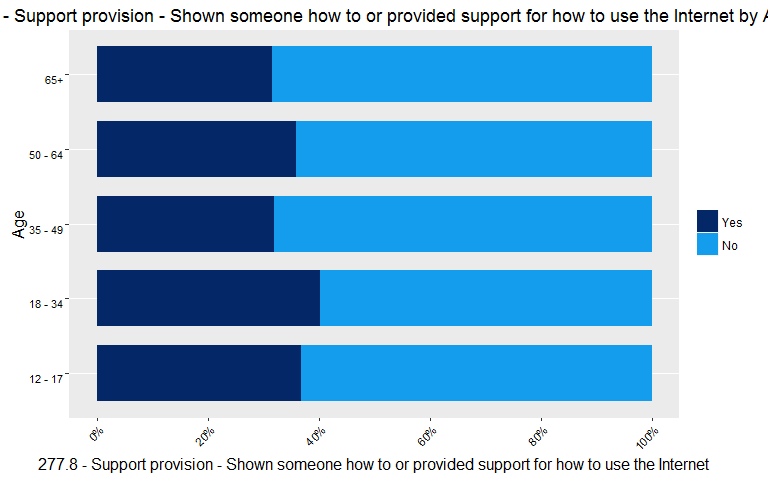 - Support provision - Shown someone how to or provided support for how to use the Internet by A
65+
50 - 64
35 - 49
18 - 34
12 - 17
Age
Yes
No
0%
20%
40%
60%
80%
100%
277.8 - Support provision - Shown someone how to or provided support for how to use the Internet